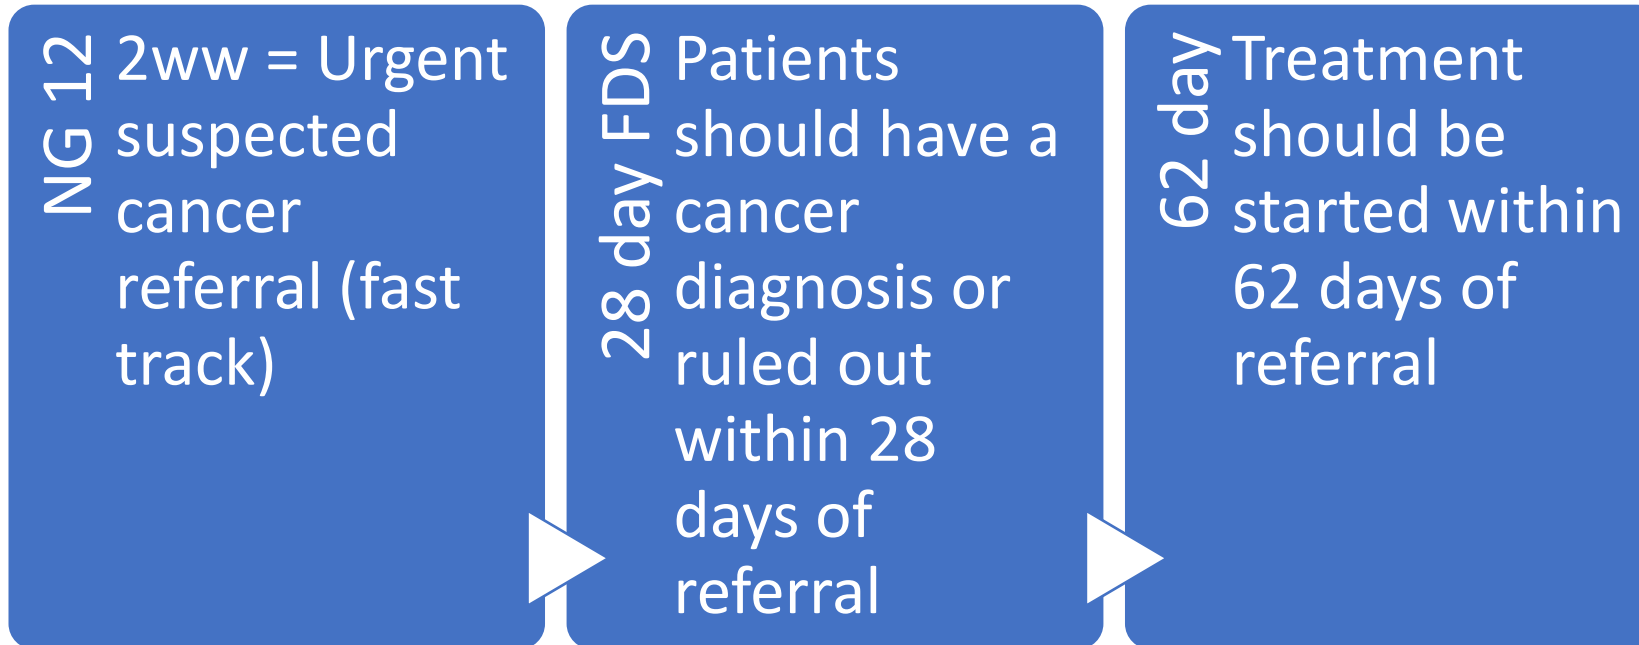 NG 12
2ww = Urgent
suspected
cancer
referral (fast
track)
28 day FDS
Patients
should have a
cancer
diagnosis or
ruled out
within 28
days of
referral
62 day
Treatment
should be
started within
62 days of
referral